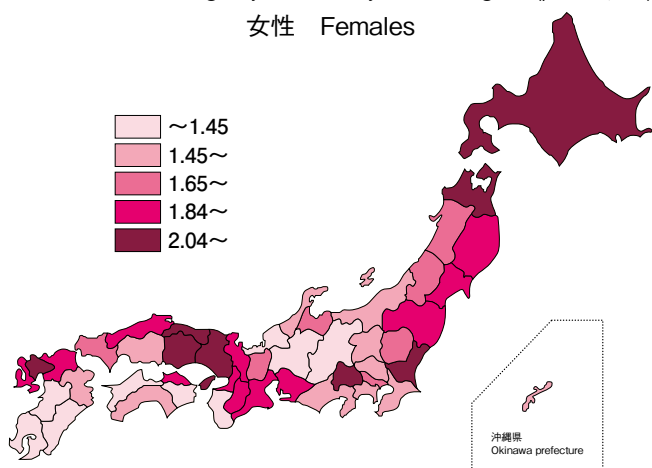 女性 Females
～1.45
1.45～
1.65～
1.84～
2.04～
沖縄県
Okinawa prefecture